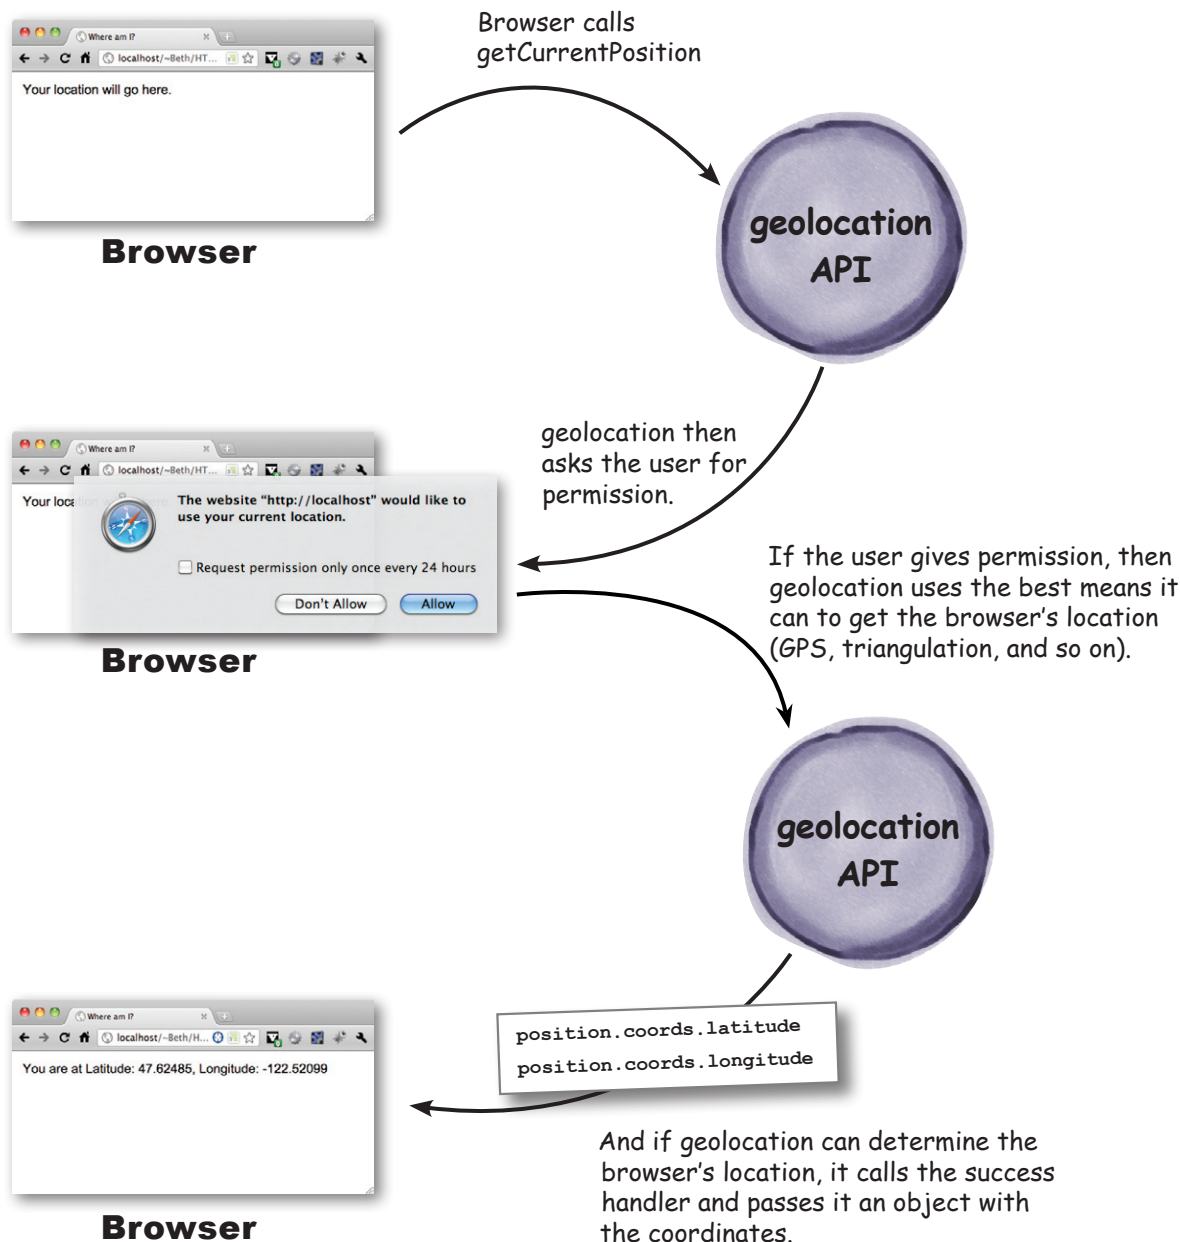 Browser calls
getCurrentPosition
Where am I?
localhost/~Beth/HT...
Your location will go here.
geolocation
API
Browser
geolocation then
asks the user for
permission.
Where am I?
localhost/~Beth/HT...
Your loca
The website "http://localhost" would like to
use your current location.
Request permission only once every 24 hours
Don't Allow
Allow
Browser
If the user gives permission, then
geolocation uses the best means it
can to get the browser's location
(GPS, triangulation, and so on).
geolocation
API
Where am I?
localhost/~Beth/H...
You are at Latitude: 47.62485, Longitude: -122.52099
position.coords.latitude
position.coords.longitude
And if geolocation can determine the
browser's location, it calls the success
handler and passes it an object with
the coordinates.
Browser